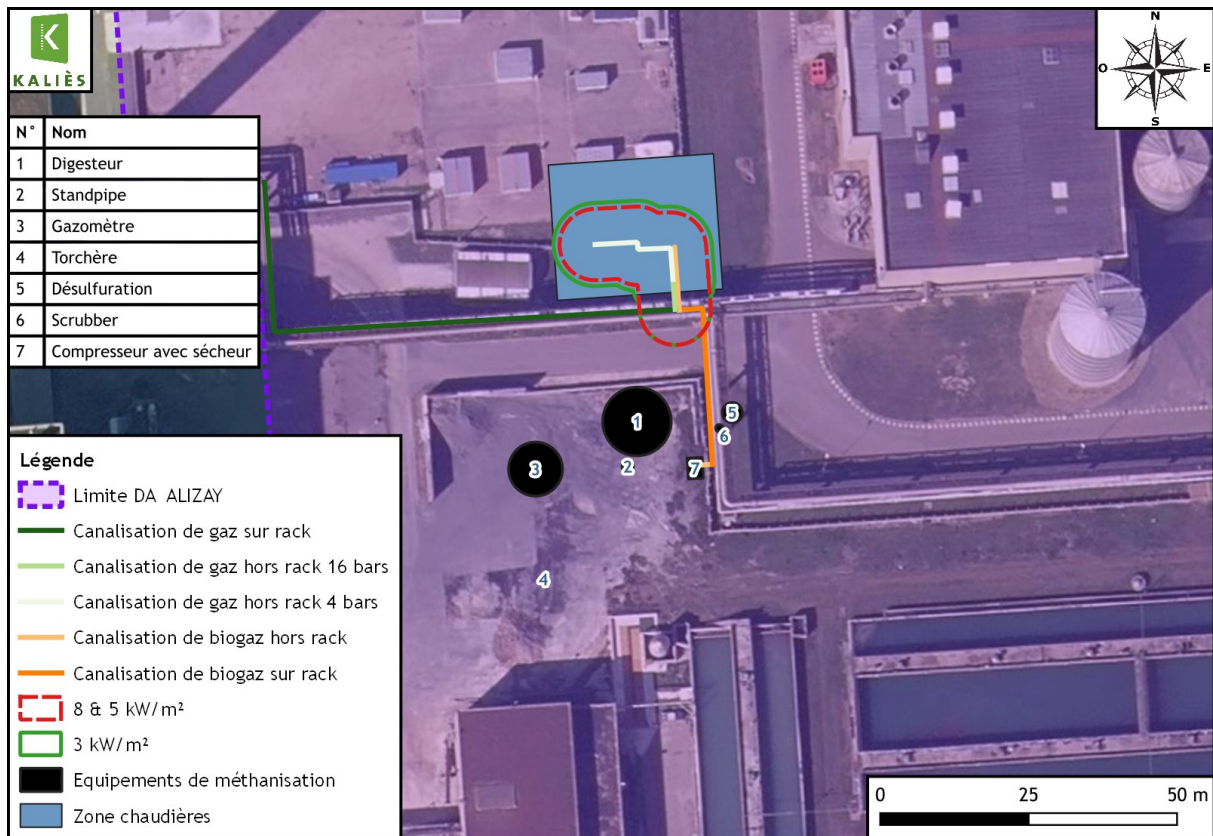 KALIÈS
N
O
E
S
N° Nom
1 Digesteur
2 Standpipe
3 Gazomètre
4 Torchère
5 Désulfuration
6 Scrubber
7 Compresseur avec sécheur
1
2
3
4
5
6
7
Légende
Limite DA ALIZAY
Canalisation de gaz sur rack
Canalisation de gaz hors rack 16 bars
Canalisation de gaz hors rack 4 bars
Canalisation de biogaz hors rack
Canalisation de biogaz sur rack
8 & 5 kW/m²
3 kW/m²
Equipements de méthanisation
Zone chaudières
0 25 50 m